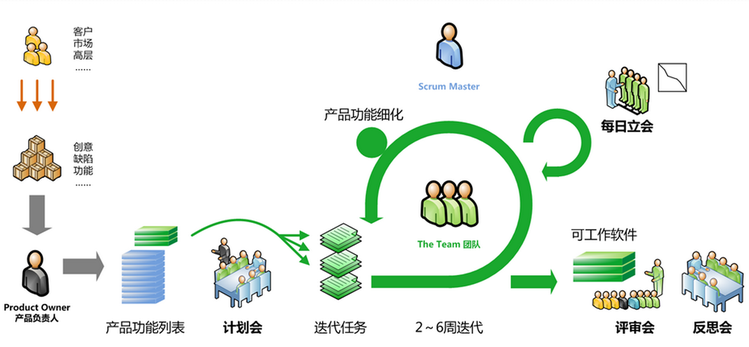 客户
市场
高层
......
创意
缺陷
功能
......
Product Owner
产品负责人
产品功能列表
计划会
迭代任务
2～6周迭代
产品功能细化
Scrum Master
The Team 团队
每日立会
可工作软件
评审会
反思会